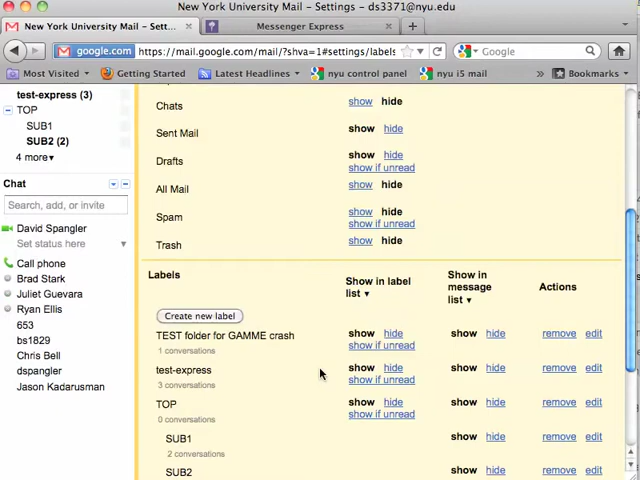 New York University Mail – Settings – ds3371@nyu.edu
New York University Mail – Sett...
Messenger Express
google.com
https://mail.google.com/mail/?shva=1#settings/labels
Google
Most Visited
Getting Started
Latest Headlines
nyu control panel
nyu i5 mail
»
Bookmarks
test-express (3)
TOP
SUB1
SUB2 (2)
4 more▾
Chat
Search, add, or invite
David Spangler
Set status here
Call phone
Brad Stark
Juliet Guevara
Ryan Ellis
653
bs1829
Chris Bell
dspangler
Jason Kadarusman
Chats show hide
Sent Mail show hide
Drafts show hide
show if unread
All Mail show hide
Spam show hide
show if unread
Trash show hide
Labels
Show in label
list ▾
Show in
message
list ▾
Actions
Create new label
TEST folder for GAMME crash show hide show hide remove edit
show if unread
1 conversations
test-express show hide show hide remove edit
show if unread
3 conversations
TOP show hide show hide remove edit
show if unread
0 conversations
SUB1 show hide remove edit
2 conversations
SUB2 show hide remove edit